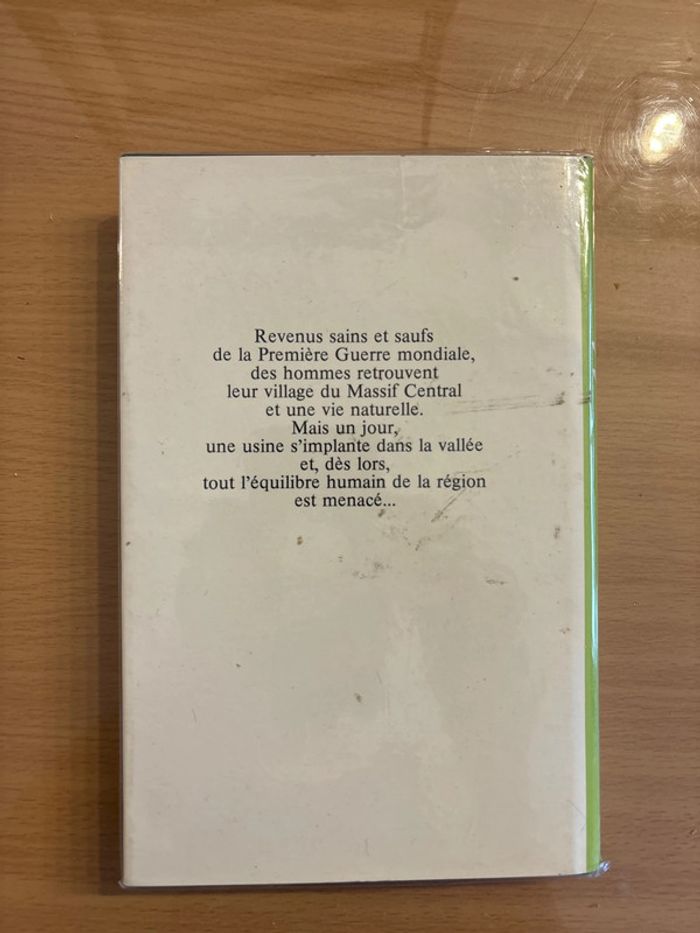 Revenus sains et saufs
de la Première Guerre mondiale,
des hommes retrouvent
leur village du Massif Central
et une vie naturelle.
Mais un jour,
une usine s'implante dans la vallée
et, dès lors,
tout l'équilibre humain de la région
est menacé...